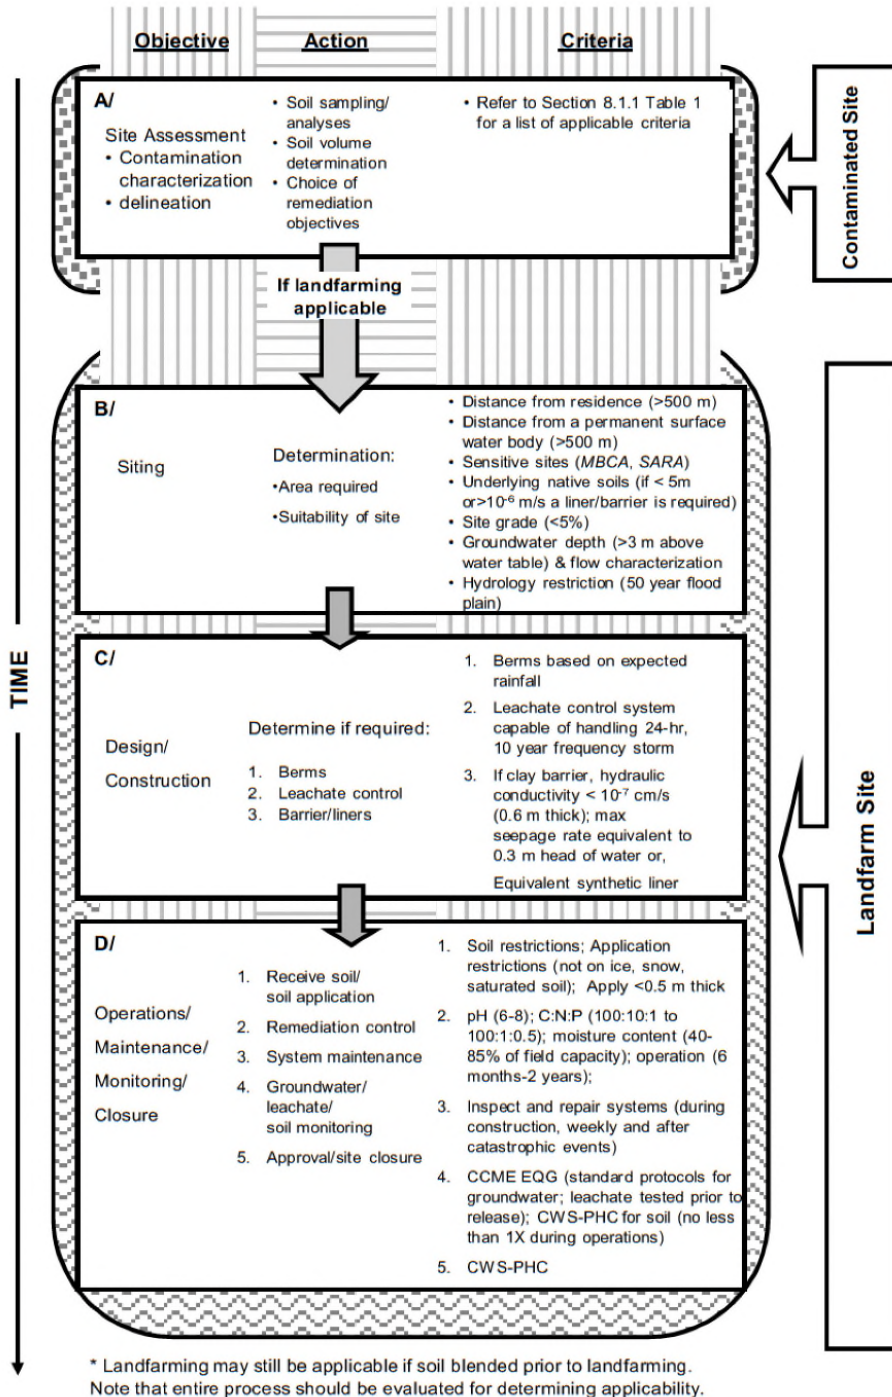 Objective
Action
Criteria
A/
Site Assessment
• Contamination
characterization
• delineation
• Soil sampling/
analyses
• Soil volume
determination
• Choice of
remediation
objectives
• Refer to Section 8.1.1 Table 1
for a list of applicable criteria
Contaminated Site
If landfarming
applicable
B/
Siting
Determination:
•Area required
•Suitability of site
• Distance from residence (>500 m)
• Distance from a permanent surface
water body (>500 m)
• Sensitive sites (MBCA, SARA)
• Underlying native soils (if < 5m
or>10⁻⁶ m/s a liner/barrier is required)
• Site grade (<5%)
• Groundwater depth (>3 m above
water table) & flow characterization
• Hydrology restriction (50 year flood
plain)
TIME
C/
Design/
Construction
Determine if required:
1. Berms
2. Leachate control
3. Barrier/liners
1. Berms based on expected
rainfall
2. Leachate control system
capable of handling 24-hr,
10 year frequency storm
3. If clay barrier, hydraulic
conductivity < 10⁻⁷ cm/s
(0.6 m thick); max
seepage rate equivalent to
0.3 m head of water or,
Equivalent synthetic liner
Landfarm Site
D/
Operations/
Maintenance/
Monitoring/
Closure
1. Receive soil/
soil application
2. Remediation control
3. System maintenance
4. Groundwater/
leachate/
soil monitoring
5. Approval/site closure
1. Soil restrictions; Application
restrictions (not on ice, snow,
saturated soil); Apply <0.5 m thick
2. pH (6-8); C:N:P (100:10:1 to
100:1:0.5); moisture content (40-
85% of field capacity); operation (6
months-2 years);
3. Inspect and repair systems (during
construction, weekly and after
catastrophic events)
4. CCME EQG (standard protocols for
groundwater; leachate tested prior to
release); CWS-PHC for soil (no less
than 1X during operations)
5. CWS-PHC
* Landfarming may still be applicable if soil blended prior to landfarming.
Note that entire process should be evaluated for determining applicability.